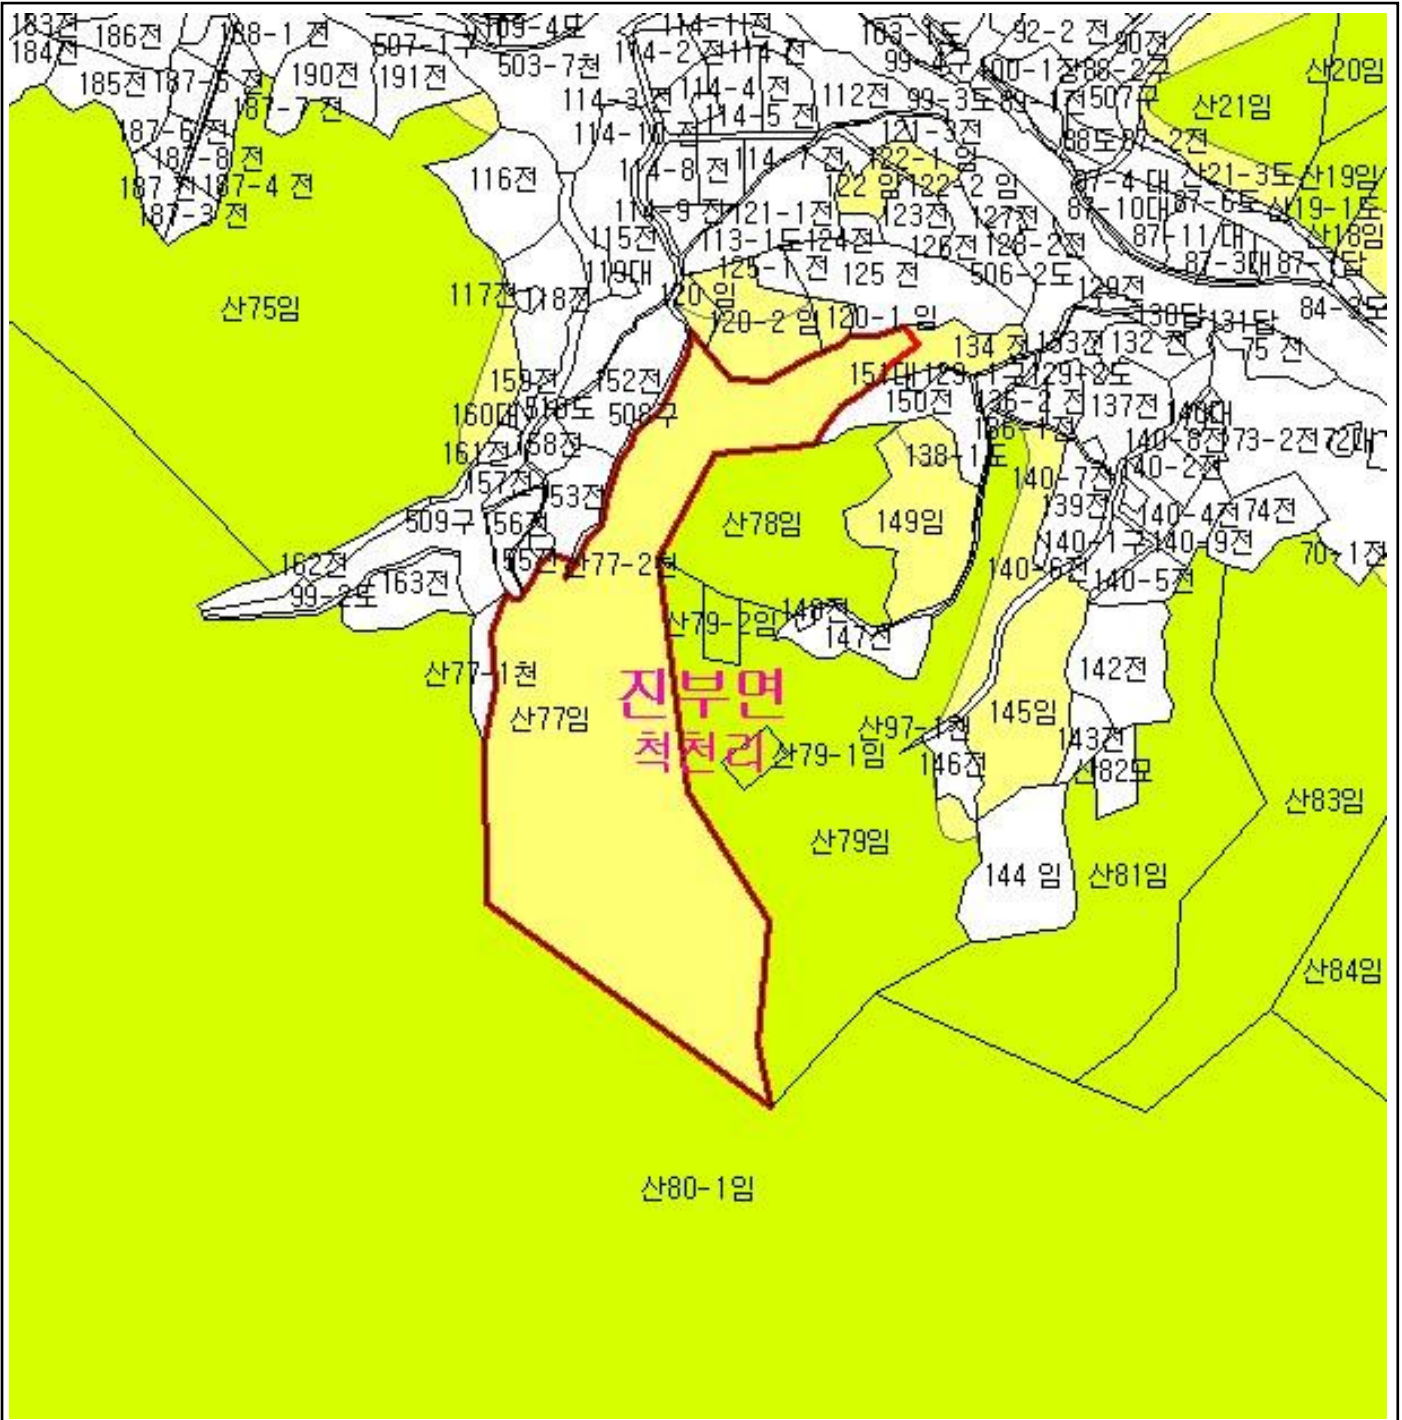 184전
186전
188-1 전
507-1구
503-7천
114-2 전
114 전
92-2 전
90전
185전
187-5 전
190전
191전
산20임
187-7 전
114-3 전
114-4 전
112전
99-3도
507구
산21임
187-6 전
114-10 전
114-5 전
121-3전
88도
87-2전
187-8 전
114-8 전
114-7 전
122-1 임
187 전
187-4 전
116전
122 임
122-2 임
87-4 대
산21-3도
산19임
187-3 전
114-9 전
121-1전
123전
127전
87-10대
87-6도
산19-1도
115전
113-1도
124전
126전
128-2전
87-11 대
산18임
119대
125-1 전
125 전
506-2도
87-3대
산75임
117전
118전
120 임
129전
120-2 임
120-1 임
130답
131답
84-3도
134 전
133전
132 전
75 전
159전
152전
151대
129-1구
129-2도
160대
510도
508구
150전
136-2 전
137전
140대
161전
158전
138-1도
136-1전
140-8전
73-2전
72대
157전
153전
140-7전
140-2전
509구
156전
산78임
149임
139전
140-4전
74전
162전
155전
산77-2천
140-1구
140-9전
70-1전
99-2도
163전
140-6전
140-5전
산79-2임
148전
147전
산77-1천
진부면
142전
산77임
척천리
산97-1천
145임
143전
산79-1임
146전
산82묘
산83임
산79임
144 임
산81임
산84임
산80-1임